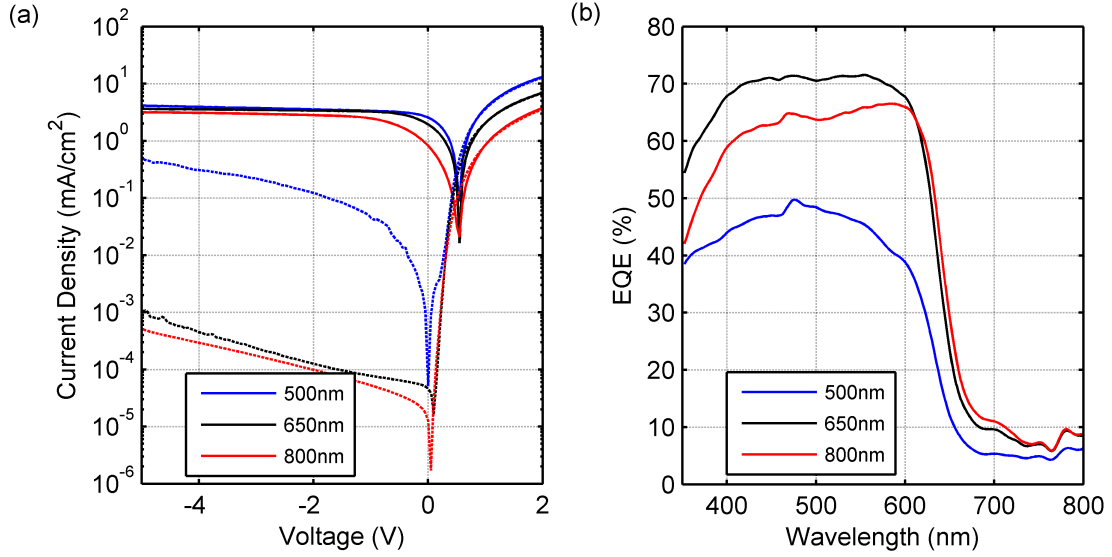 (a)
10^2
10^1
10^0
10^-1
10^-2
10^-3
10^-4
10^-5
10^-6
Current Density (mA/cm^2)
500nm
650nm
800nm
-4
-2
0
2
Voltage (V)
(b)
80
70
60
50
40
30
20
10
0
EQE (%)
500nm
650nm
800nm
400
500
600
700
800
Wavelength (nm)